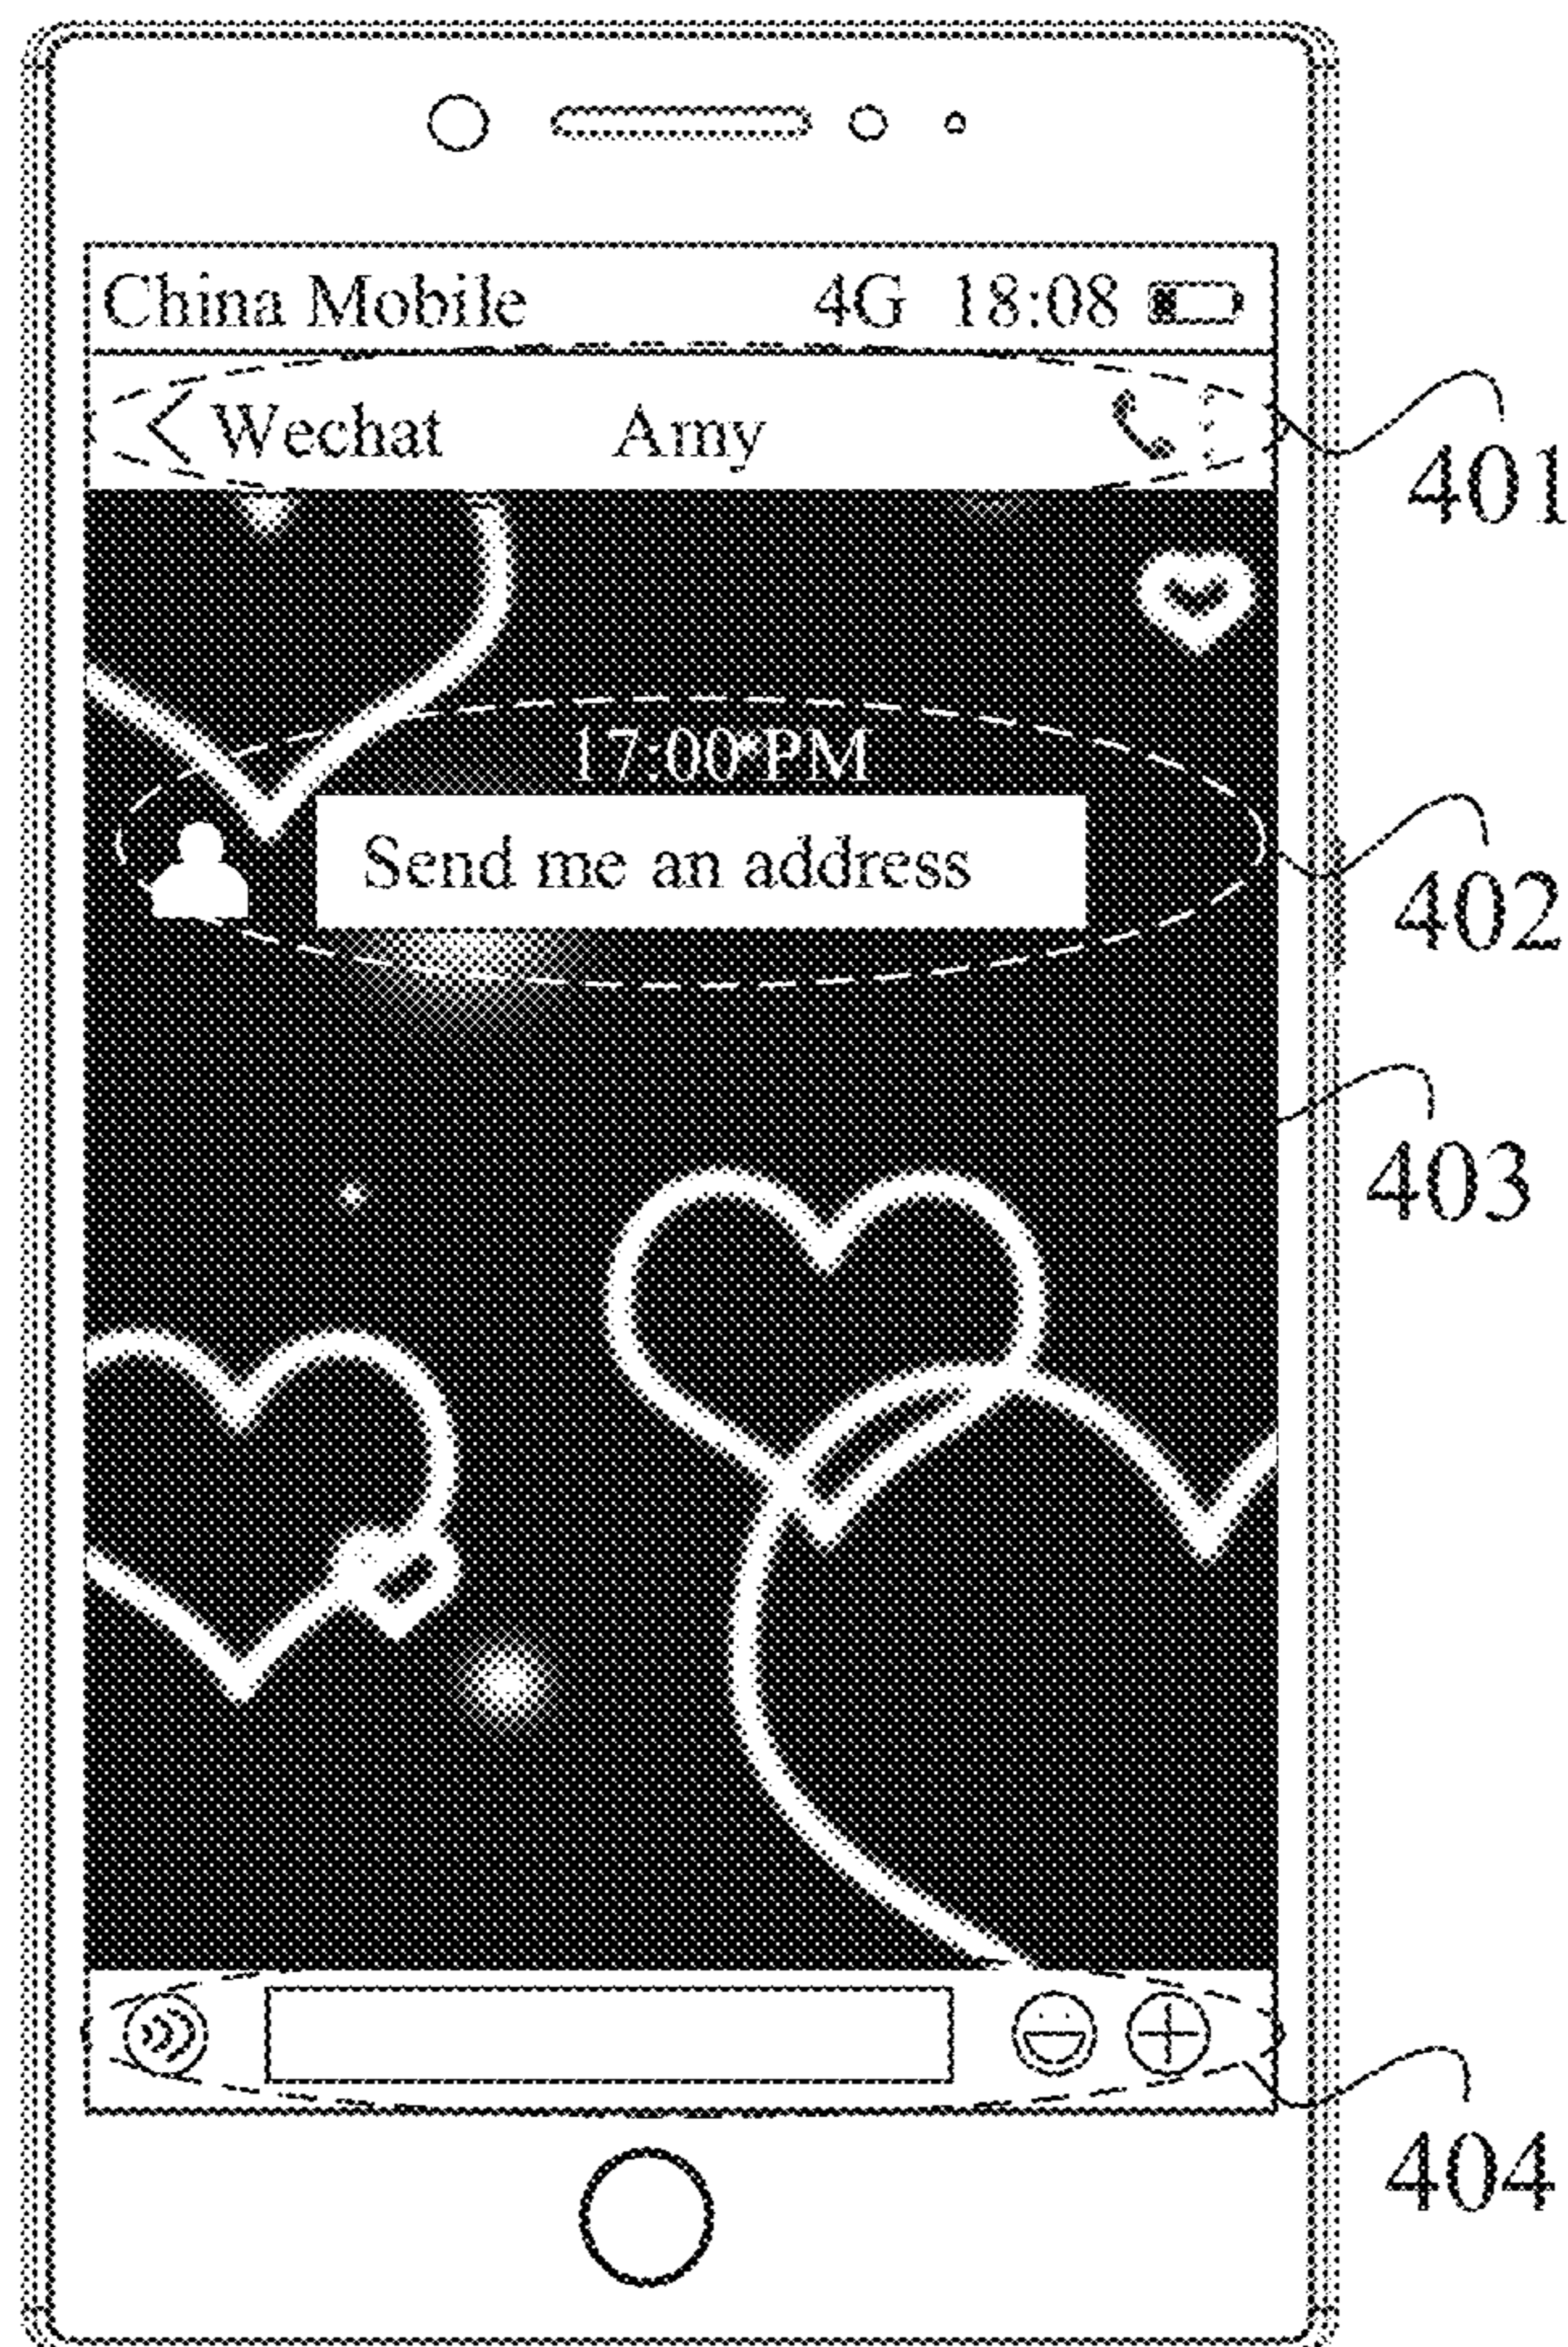 China Mobile 4G 18:08
Wechat Amy
401
17:00 PM
Send me an address
402
403
404